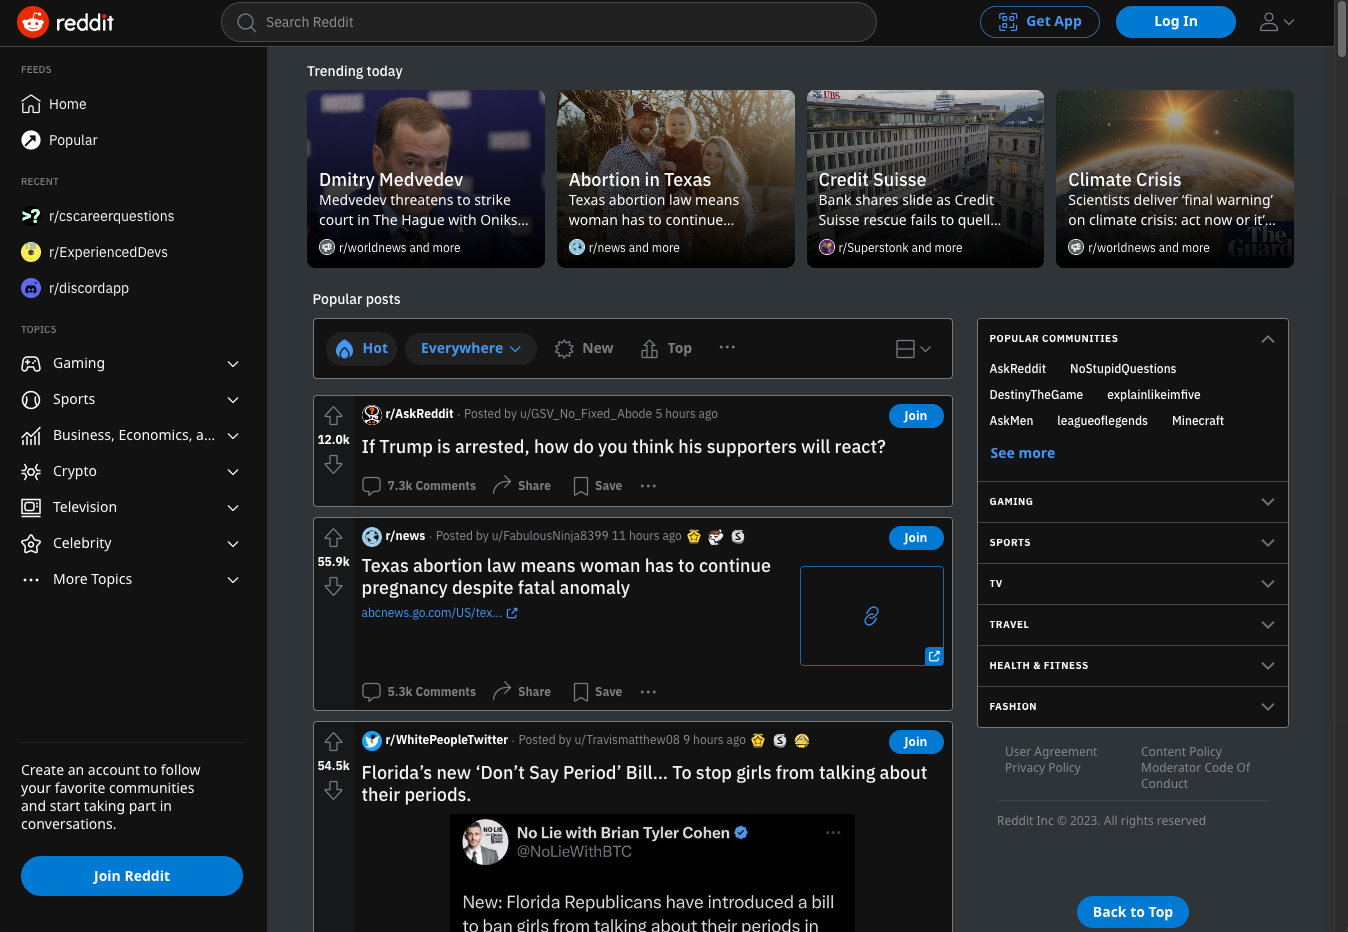 reddit
Search Reddit
Get App
Log In
FEEDS
Home
Popular
RECENT
r/cscareerquestions
r/ExperiencedDevs
r/discordapp
TOPICS
Gaming
Sports
Business, Economics, a...
Crypto
Television
Celebrity
More Topics
Create an account to follow
your favorite communities
and start taking part in
conversations.
Join Reddit
Trending today
Dmitry Medvedev
Medvedev threatens to strike
court in The Hague with Oniks...
r/worldnews and more
Abortion in Texas
Texas abortion law means
woman has to continue...
r/news and more
UBS
Credit Suisse
Bank shares slide as Credit
Suisse rescue fails to quell...
r/Superstonk and more
Climate Crisis
Scientists deliver ‘final warning’
on climate crisis: act now or it’...
r/worldnews and more
The
Guard
Popular posts
Hot
Everywhere
New
Top
12.0k
r/AskReddit · Posted by u/GSV_No_Fixed_Abode 5 hours ago
Join
If Trump is arrested, how do you think his supporters will react?
7.3k Comments
Share
Save
55.9k
r/news · Posted by u/FabulousNinja8399 11 hours ago
Join
Texas abortion law means woman has to continue
pregnancy despite fatal anomaly
abcnews.go.com/US/tex...
5.3k Comments
Share
Save
54.5k
r/WhitePeopleTwitter · Posted by u/Travismatthew08 9 hours ago
Join
Florida’s new ‘Don’t Say Period’ Bill... To stop girls from talking about
their periods.
NO LIE
No Lie with Brian Tyler Cohen
@NoLieWithBTC
New: Florida Republicans have introduced a bill
to ban girls from talking about their periods in
POPULAR COMMUNITIES
AskReddit NoStupidQuestions
DestinyTheGame explainlikeimfive
AskMen leagueoflegends Minecraft
See more
GAMING
SPORTS
TV
TRAVEL
HEALTH & FITNESS
FASHION
User Agreement
Privacy Policy
Content Policy
Moderator Code Of
Conduct
Reddit Inc © 2023. All rights reserved
Back to Top